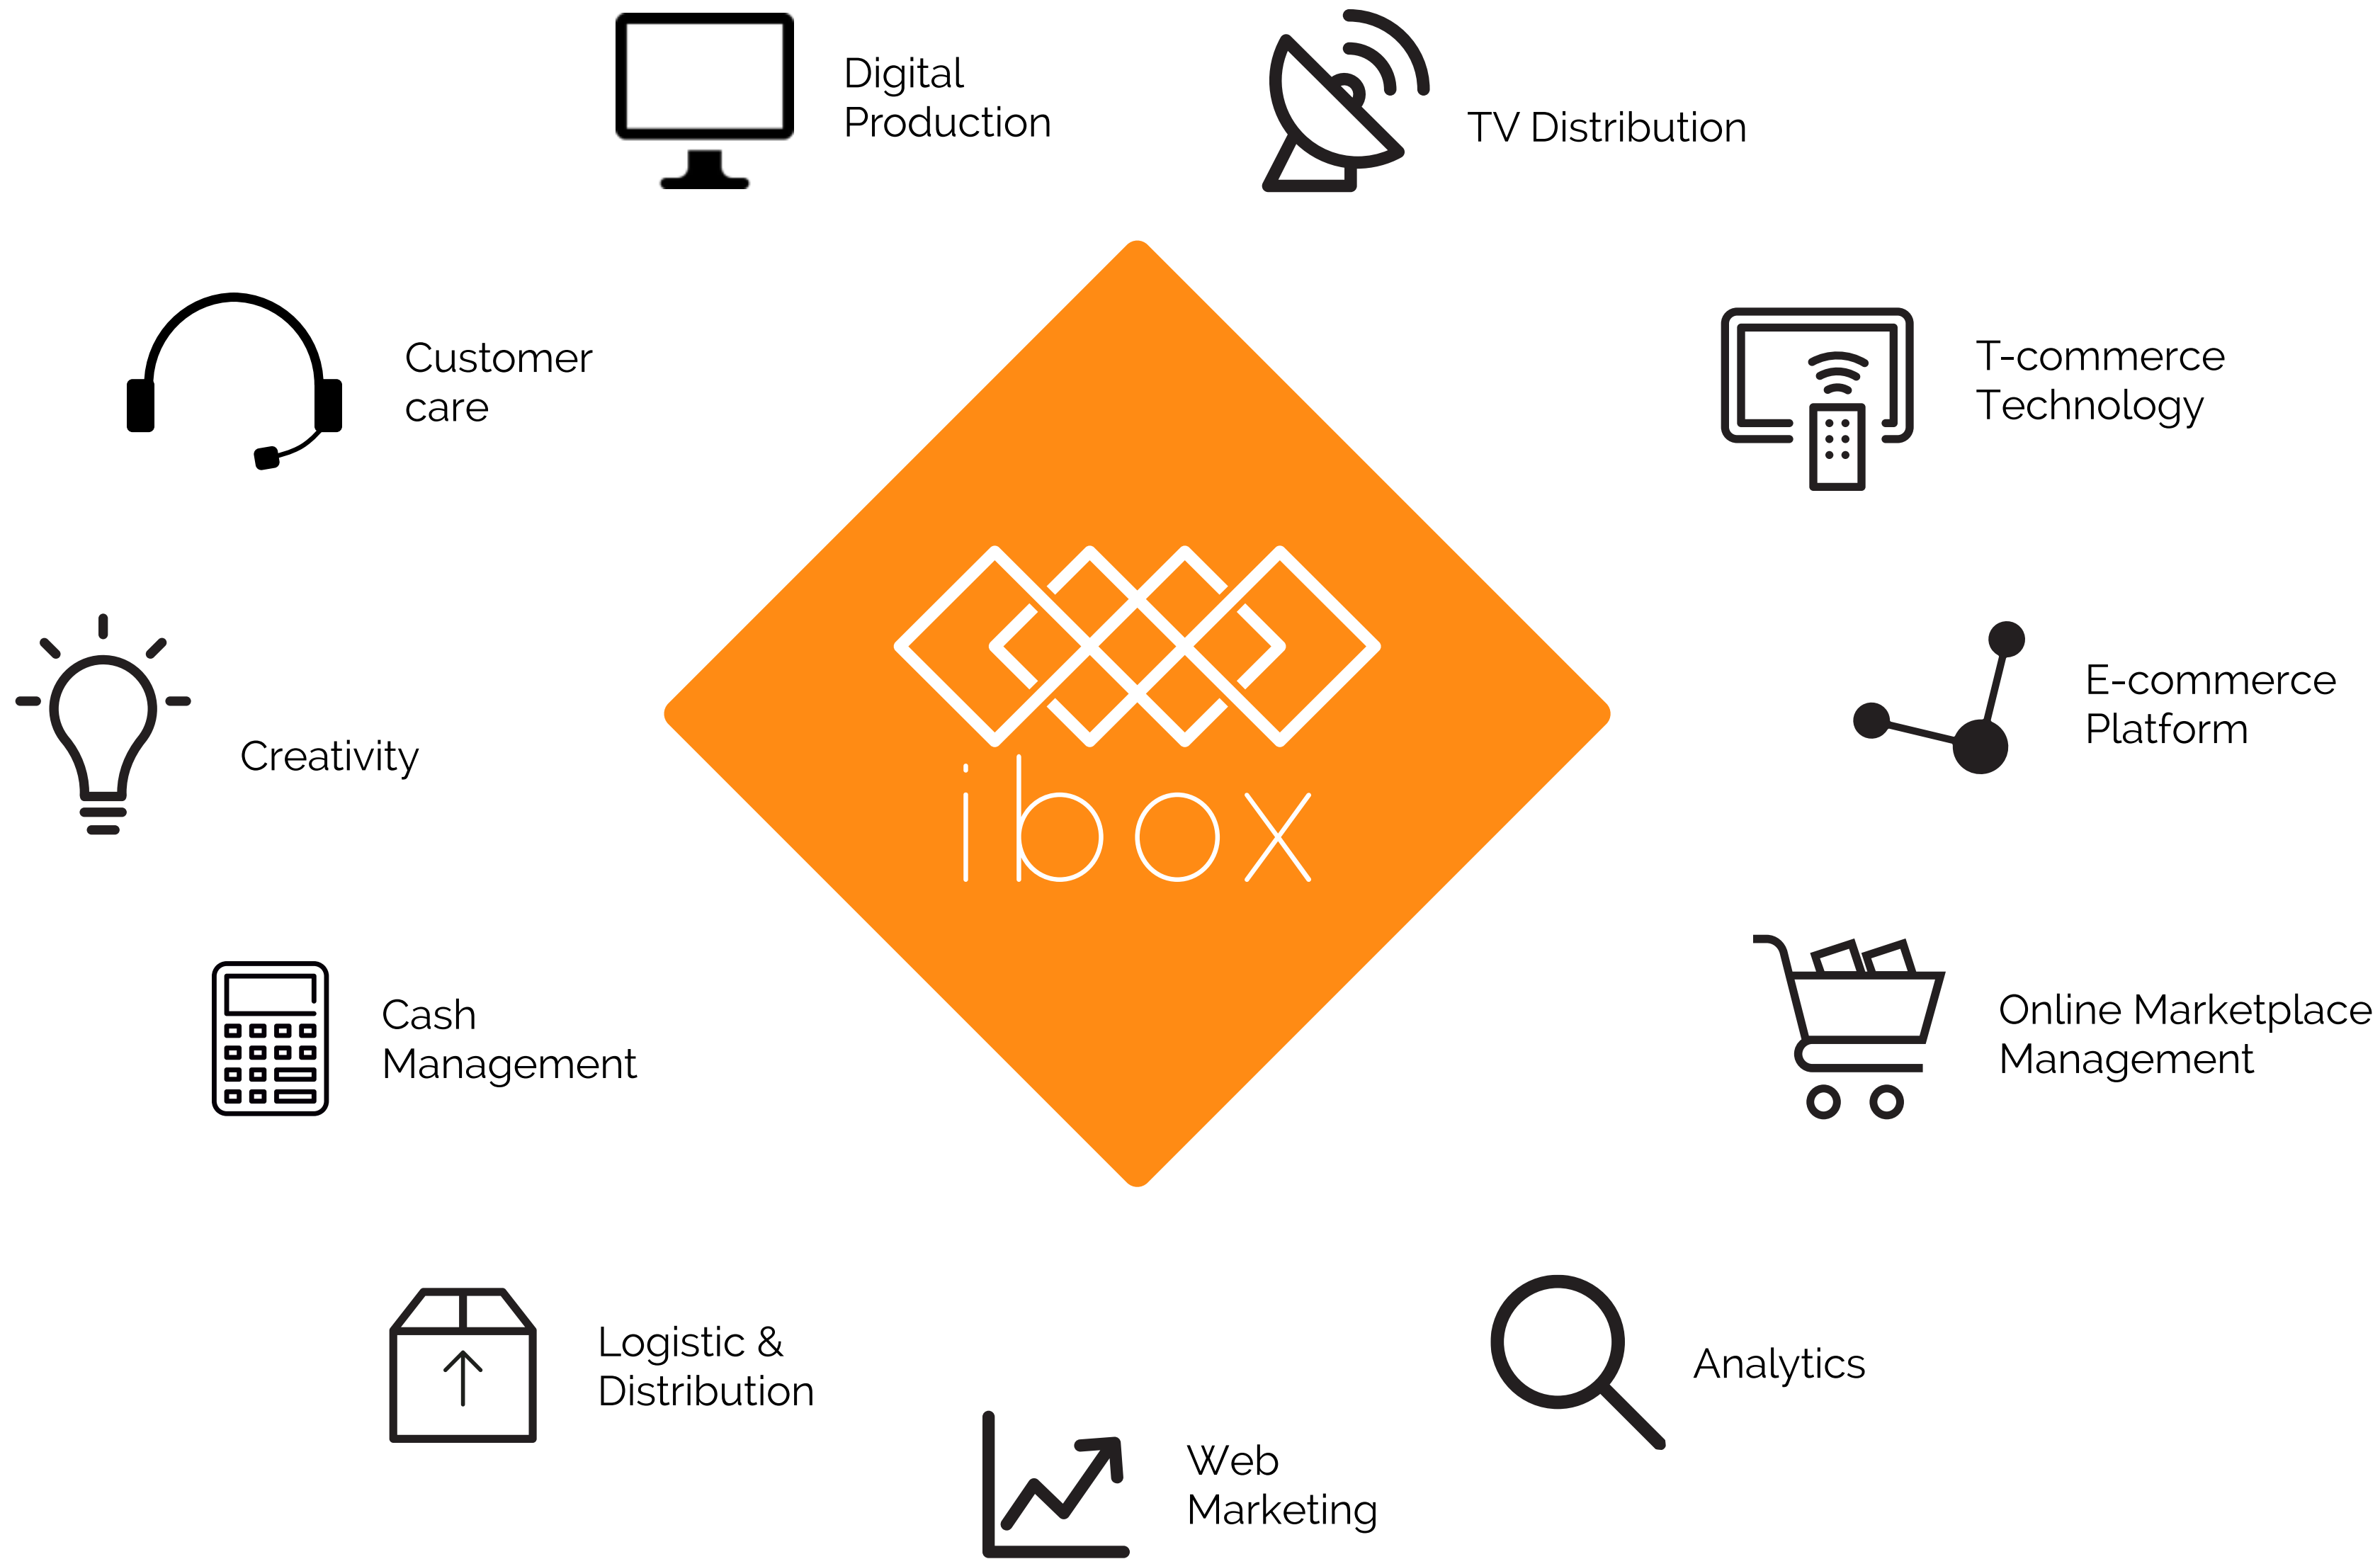 Digital
Production
TV Distribution
Customer
care
T-commerce
Technology
Creativity
E-commerce
Platform
ibox
Cash
Management
Online Marketplace
Management
Logistic &
Distribution
Analytics
Web
Marketing